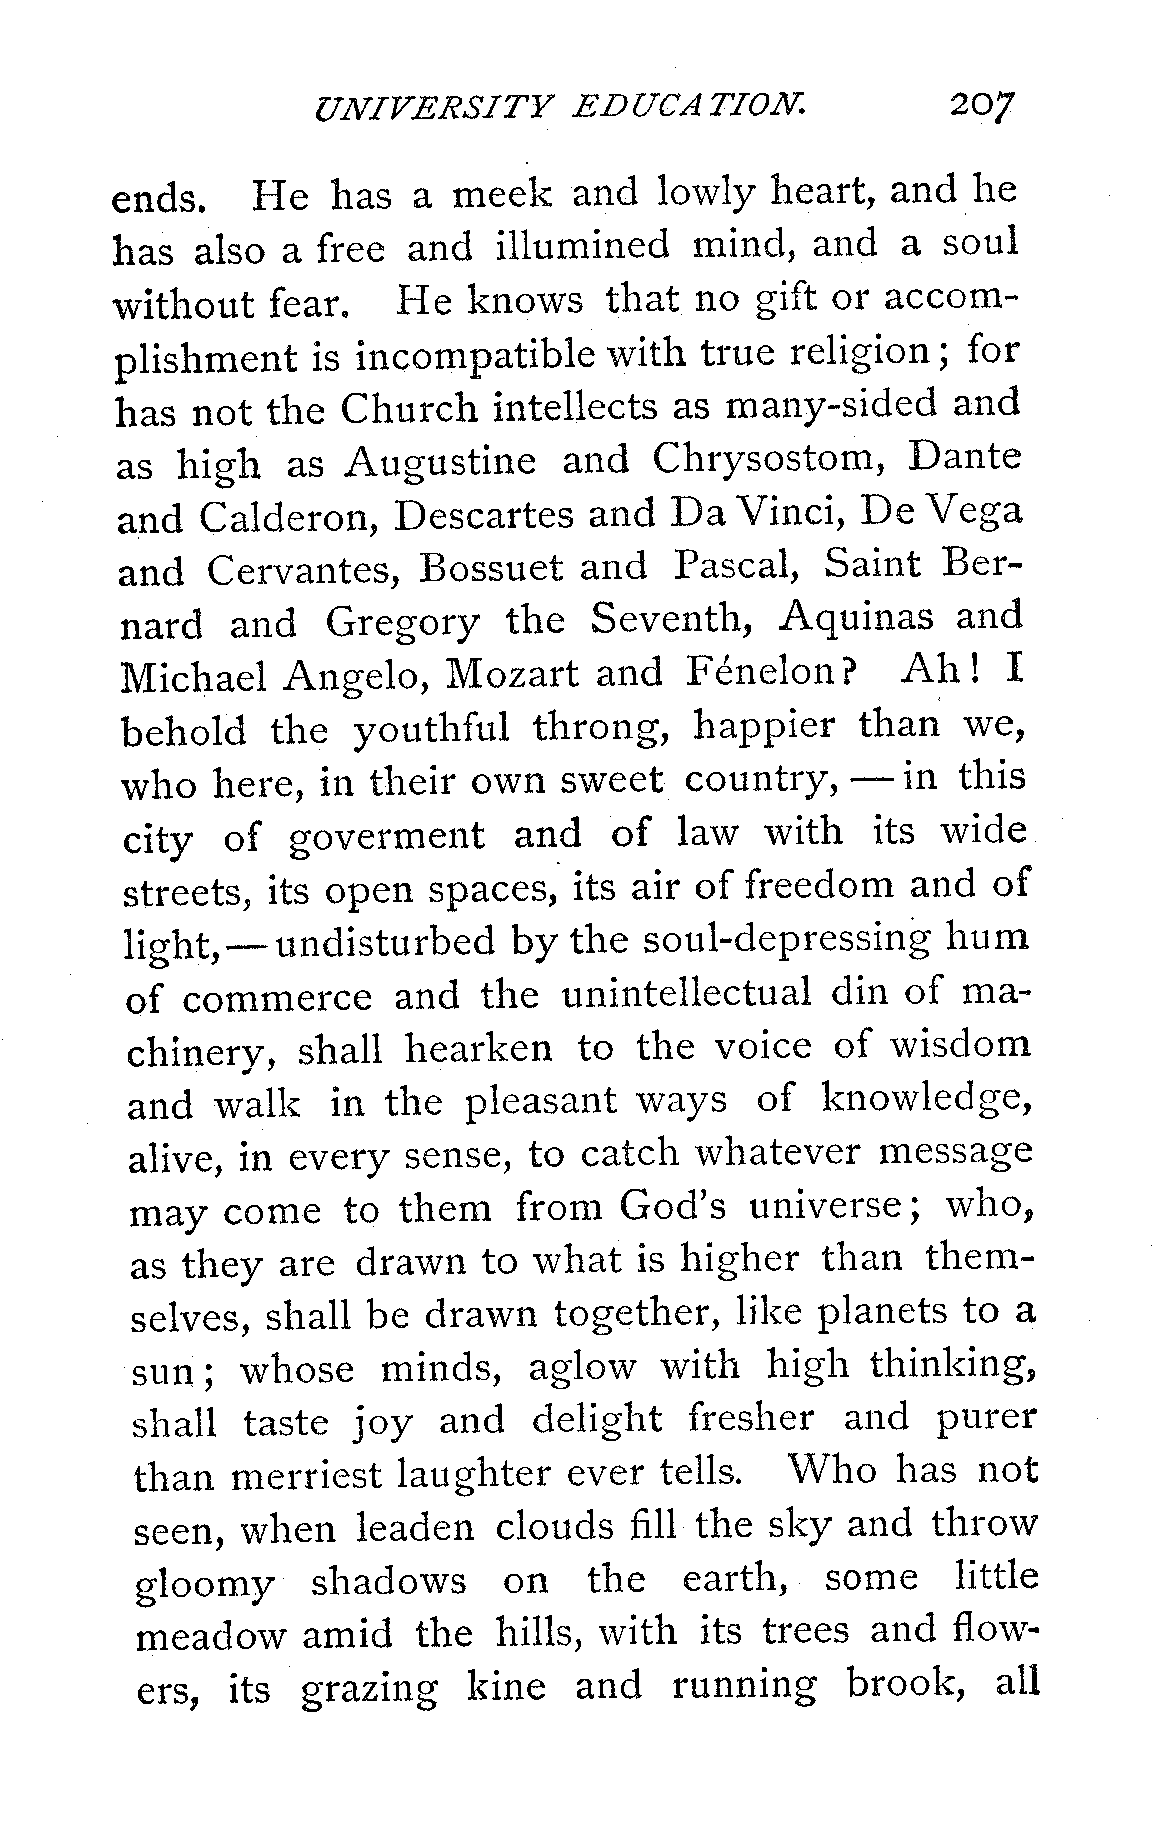 UNIVERSITY EDUCATION. 207
ends. He has a meek and lowly heart, and he
has also a free and illumined mind, and a soul
without fear. He knows that no gift or accom-
plishment is incompatible with true religion; for
has not the Church intellects as many-sided and
as high as Augustine and Chrysostom, Dante
and Calderon, Descartes and Da Vinci, De Vega
and Cervantes, Bossuet and Pascal, Saint Ber-
nard and Gregory the Seventh, Aquinas and
Michael Angelo, Mozart and Fénelon? Ah! I
behold the youthful throng, happier than we,
who here, in their own sweet country, — in this
city of goverment and of law with its wide
streets, its open spaces, its air of freedom and of
light, — undisturbed by the soul-depressing hum
of commerce and the unintellectual din of ma-
chinery, shall hearken to the voice of wisdom
and walk in the pleasant ways of knowledge,
alive, in every sense, to catch whatever message
may come to them from God's universe; who,
as they are drawn to what is higher than them-
selves, shall be drawn together, like planets to a
sun; whose minds, aglow with high thinking,
shall taste joy and delight fresher and purer
than merriest laughter ever tells. Who has not
seen, when leaden clouds fill the sky and throw
gloomy shadows on the earth, some little
meadow amid the hills, with its trees and flow-
ers, its grazing kine and running brook, all